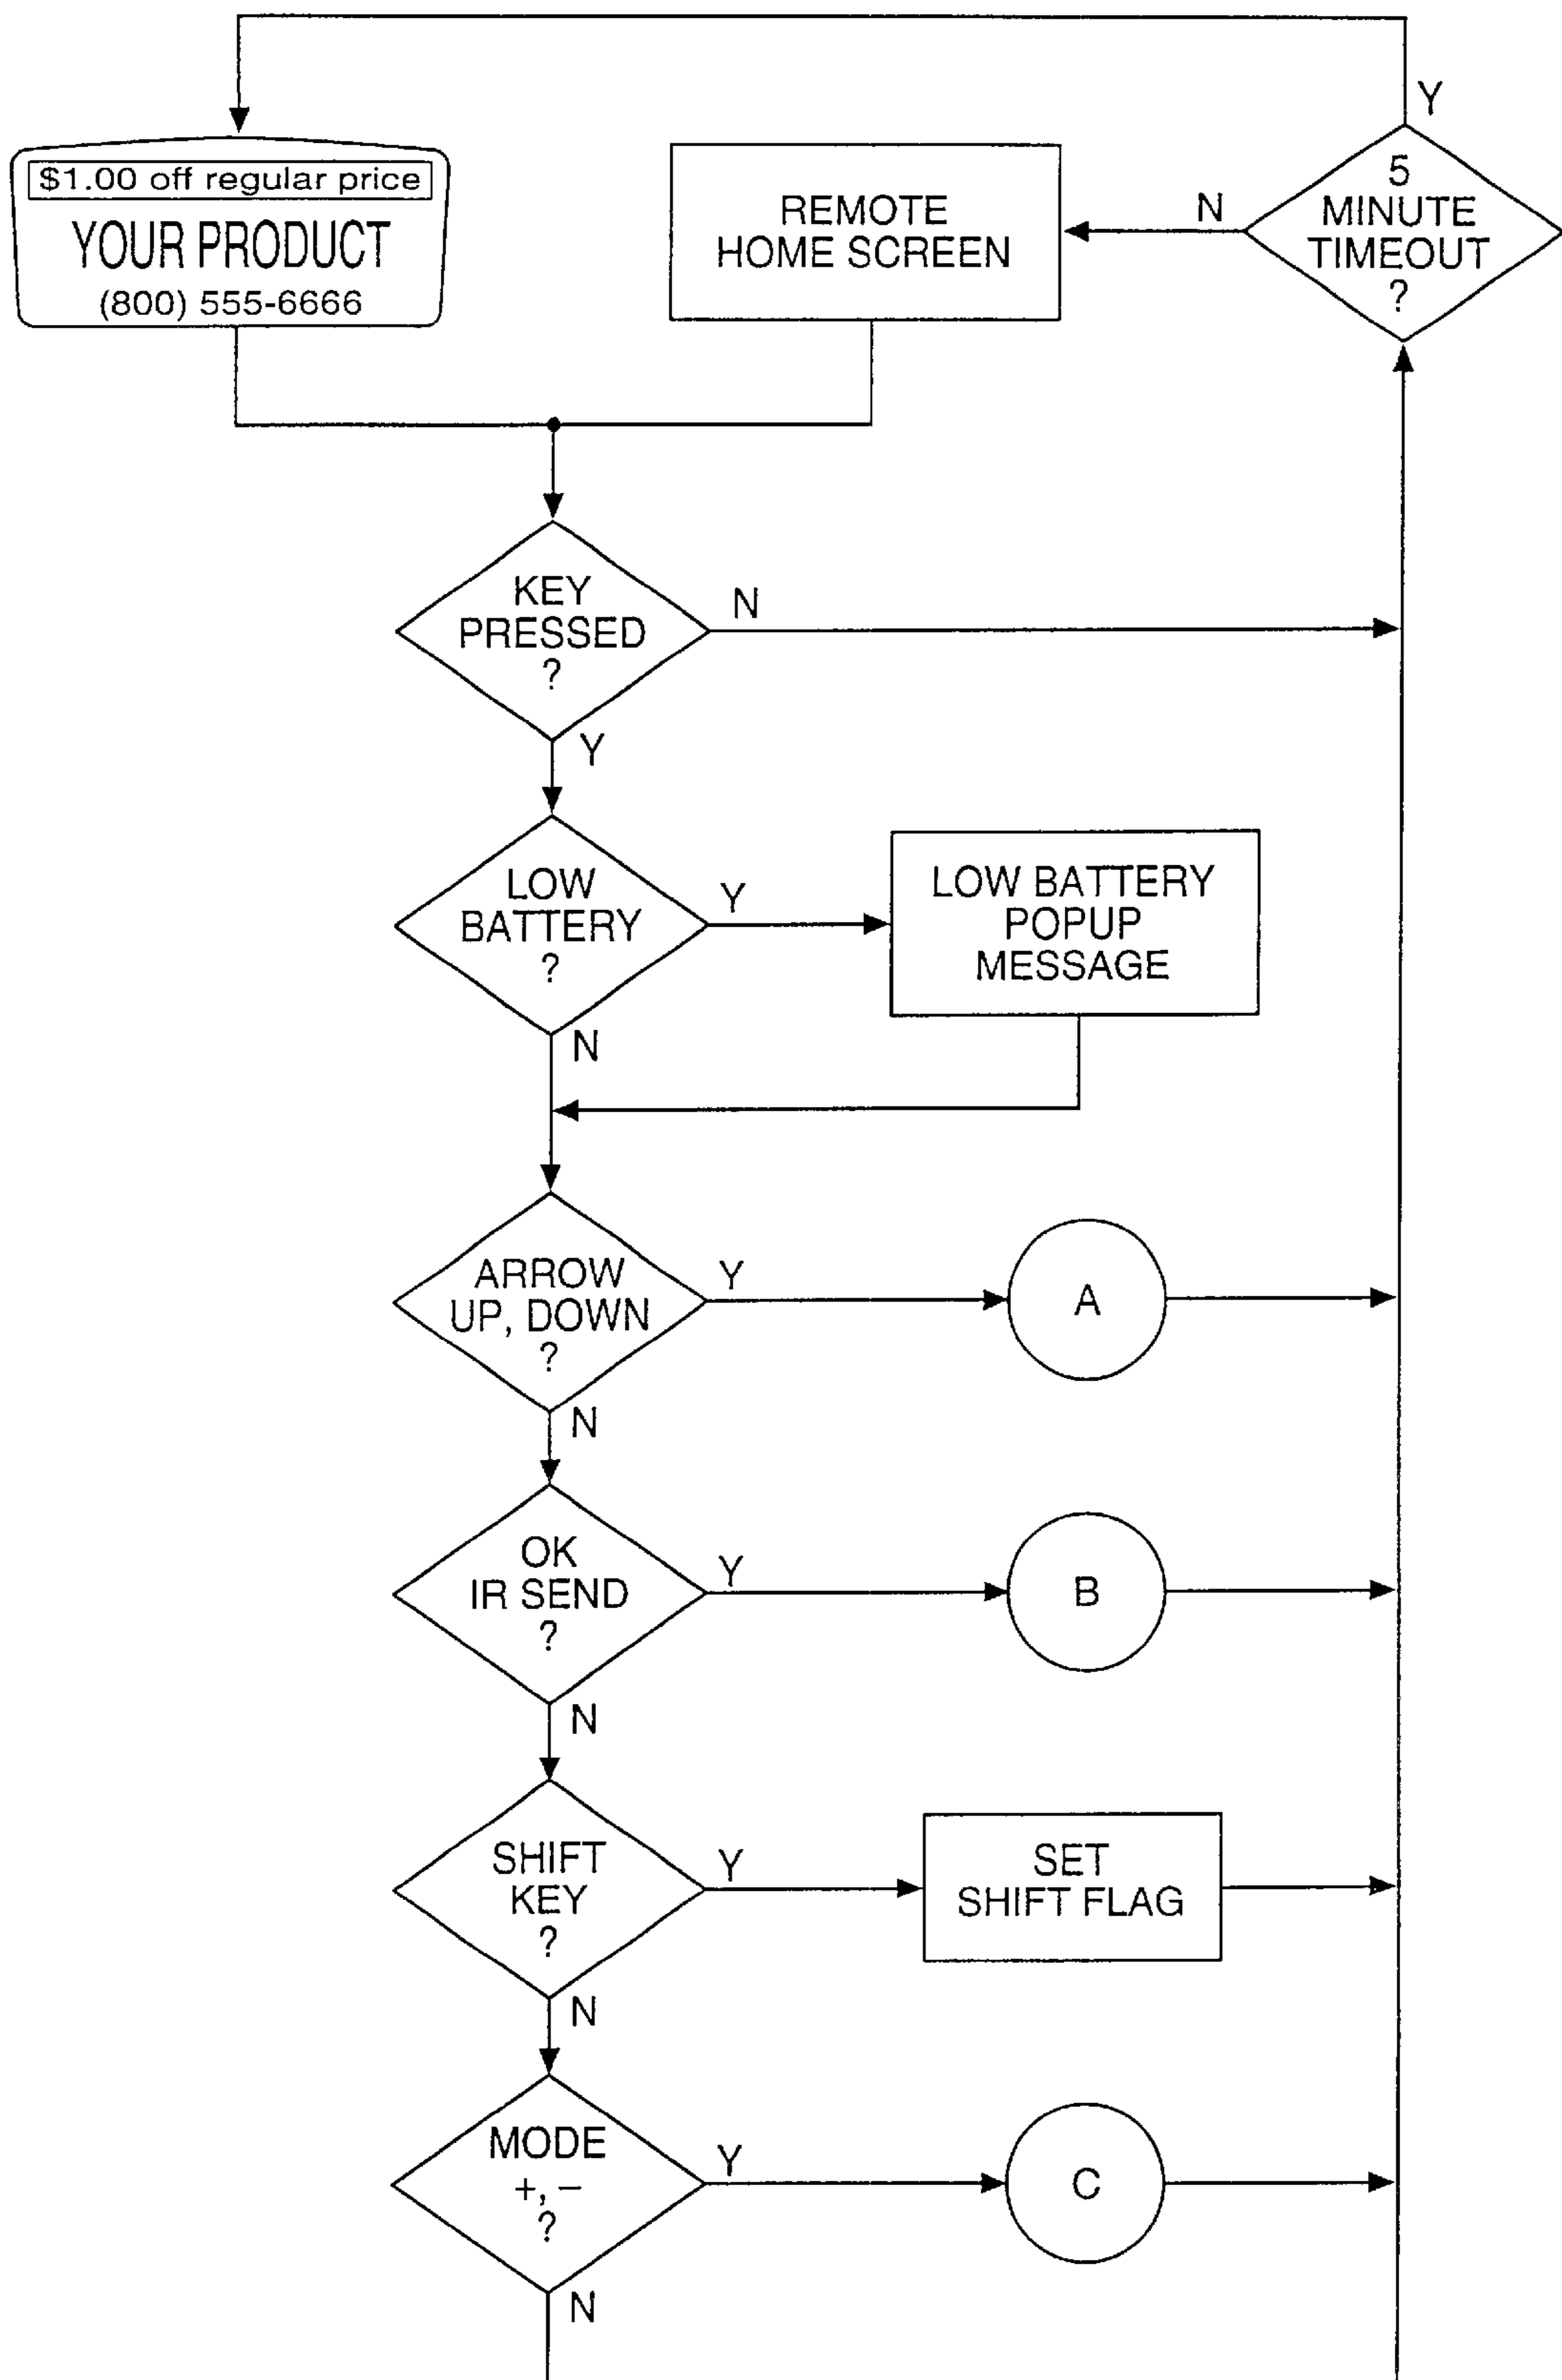 Y
$1.00 off regular price
YOUR PRODUCT
(800) 555-6666
REMOTE
HOME SCREEN
N
5
MINUTE
TIMEOUT
?
KEY
PRESSED
?
N
Y
LOW
BATTERY
?
Y
LOW BATTERY
POPUP
MESSAGE
N
ARROW
UP, DOWN
?
Y
A
N
OK
IR SEND
?
Y
B
N
SHIFT
KEY
?
Y
SET
SHIFT FLAG
N
MODE
+, −
?
Y
C
N